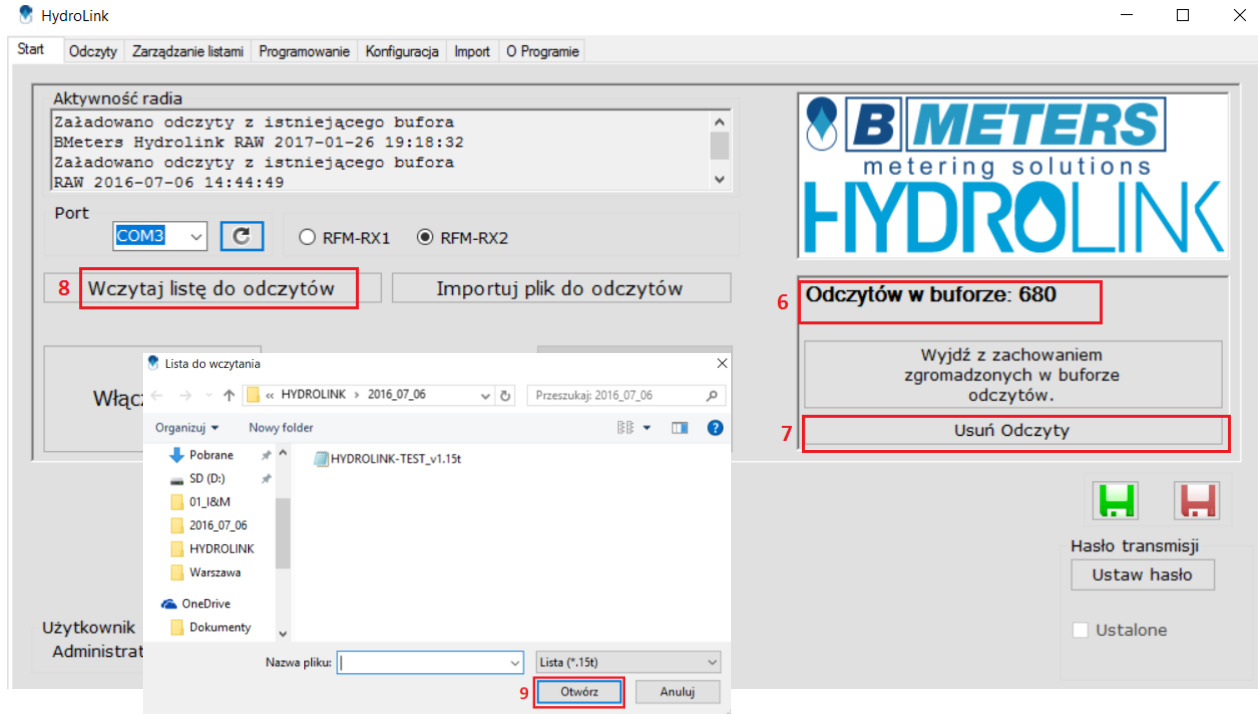 HydroLink
Start Odczyty Zarządzanie listami Programowanie Konfiguracja Import O Programie
Aktywność radia
Załadowano odczyty z istniejącego bufora
BMeters Hydrolink RAW 2017-01-26 19:18:32
Załadowano odczyty z istniejącego bufora
RAW 2016-07-06 14:44:49
Port
COM3
RFM-RX1 RFM-RX2
8 Wczytaj listę do odczytów
Importuj plik do odczytów
B METERS
metering solutions
HYDROLINK
6 Odczytów w buforze: 680
Wyjdź z zachowaniem
zgromadzonych w buforze
odczytów.
7 Usuń Odczyty
Hasło transmisji
Ustaw hasło
Ustalone
Włącz
Użytkownik
Administrat
Lista do wczytania
« HYDROLINK › 2016_07_06
Przeszukaj: 2016_07_06
Organizuj Nowy folder
Pobrane
SD (D:)
01_I&M
2016_07_06
HYDROLINK
Warszawa
OneDrive
Dokumenty
HYDROLINK-TEST_v1.15t
Nazwa pliku:
Lista (*.15t)
9 Otwórz Anuluj